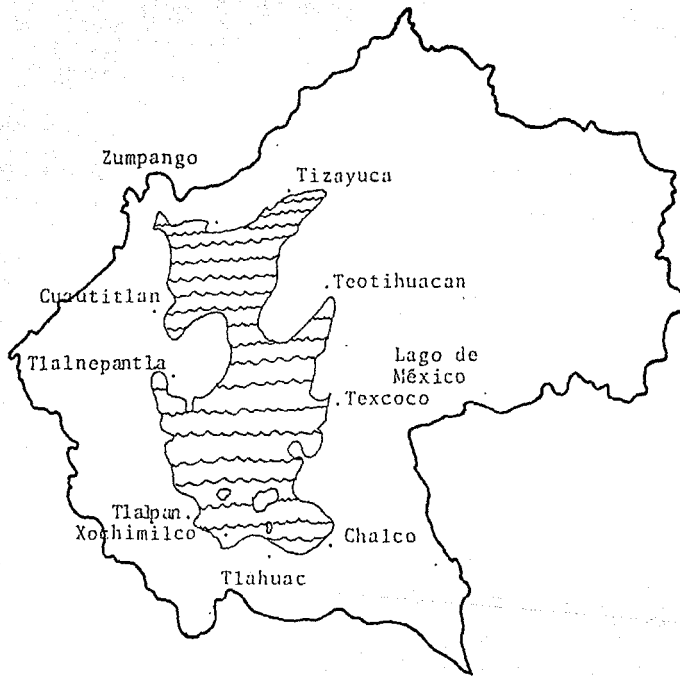 Zumpango
Tizayuca
Teotihuacan
Cuautitlan
Tlalnepantla
Lago de
México
Texcoco
Tlalpan
Xochimilco
Chalco
Tlahuac